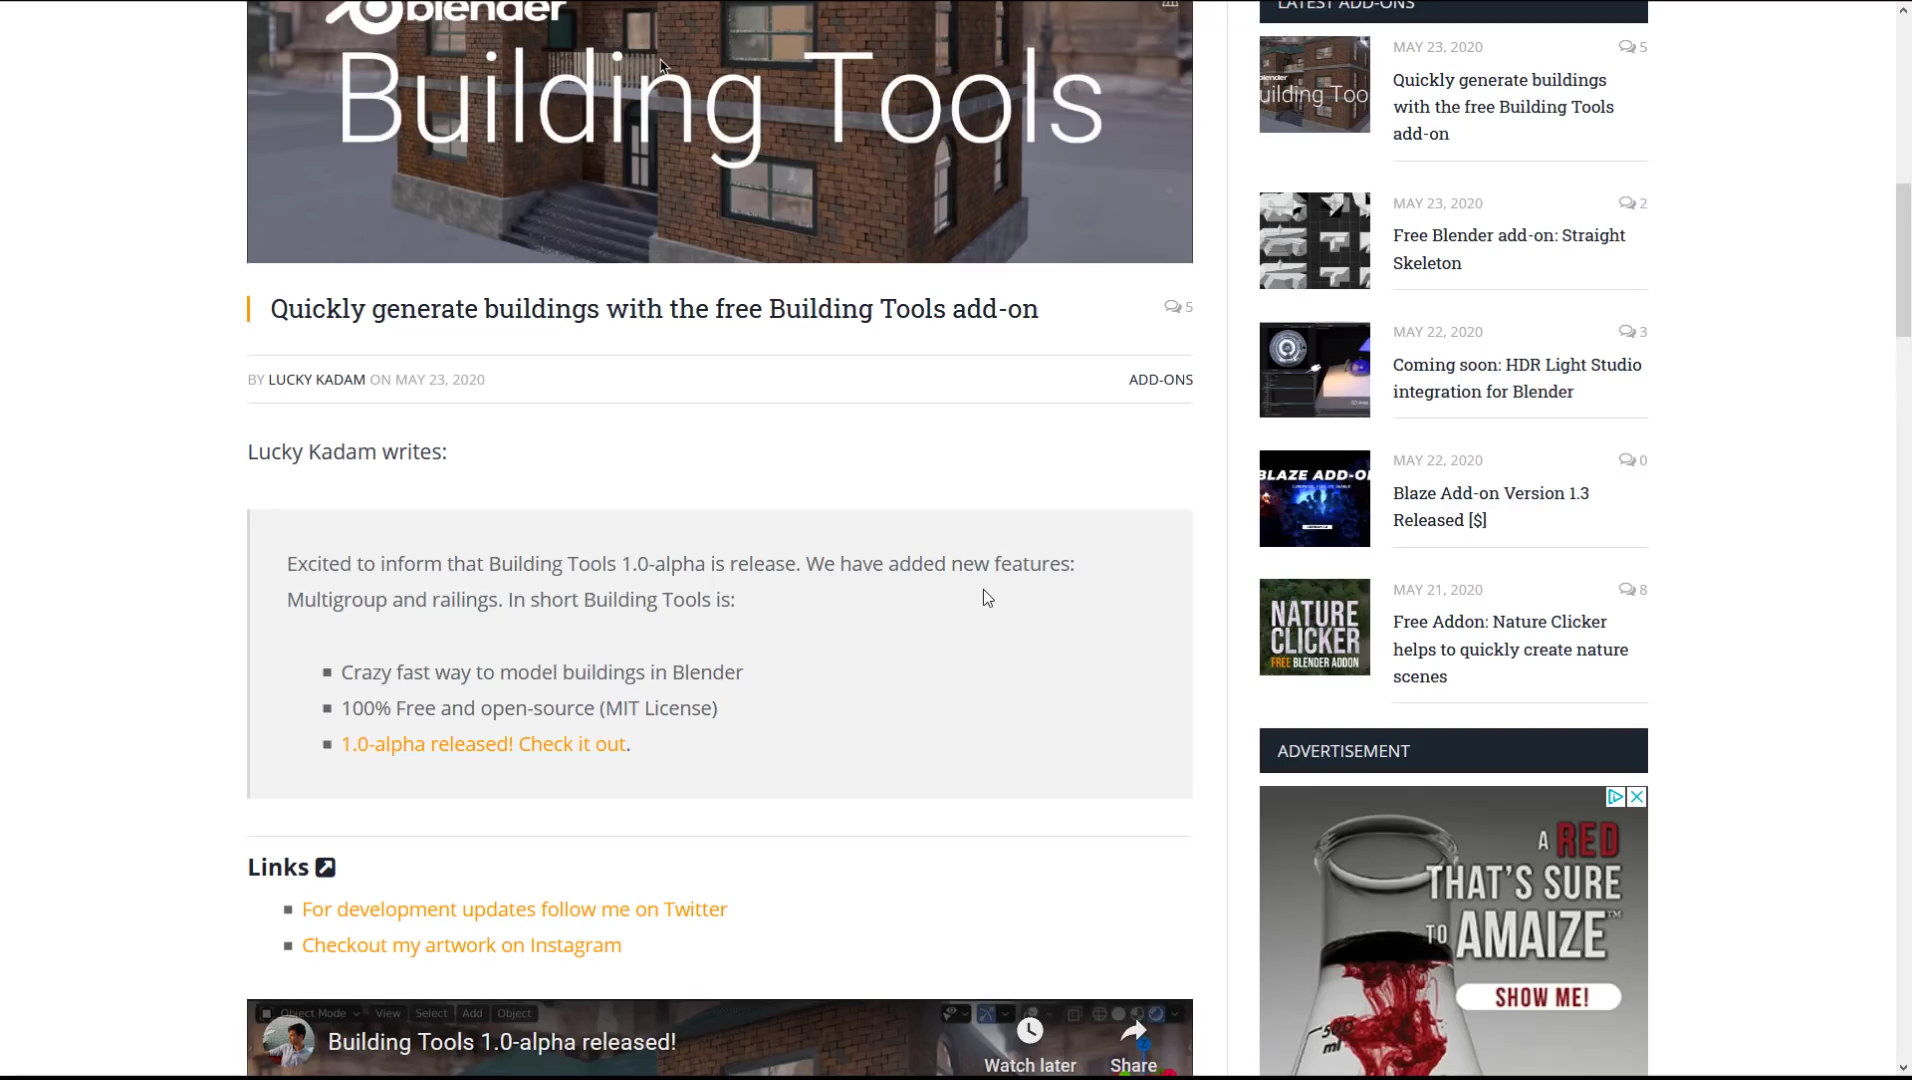 blender
Building Tools
Quickly generate buildings with the free Building Tools add-on
5
BY LUCKY KADAM ON MAY 23, 2020
ADD-ONS
Lucky Kadam writes:
Excited to inform that Building Tools 1.0-alpha is release. We have added new features:
Multigroup and railings. In short Building Tools is:
Crazy fast way to model buildings in Blender
100% Free and open-source (MIT License)
1.0-alpha released! Check it out.
Links
For development updates follow me on Twitter
Checkout my artwork on Instagram
Object Mode View Select Add Object
Building Tools 1.0-alpha released!
Watch later
Share
LATEST ADD-ONS
blender
uilding Too
MAY 23, 2020
5
Quickly generate buildings
with the free Building Tools
add-on
MAY 23, 2020
2
Free Blender add-on: Straight
Skeleton
MAY 22, 2020
3
Coming soon: HDR Light Studio
integration for Blender
BLAZE ADD-O
MAY 22, 2020
0
Blaze Add-on Version 1.3
Released [$]
NATURE
CLICKER
FREE BLENDER ADDON
MAY 21, 2020
8
Free Addon: Nature Clicker
helps to quickly create nature
scenes
ADVERTISEMENT
A RED
THAT'S SURE
TO AMAIZE™
SHOW ME!
500
ml